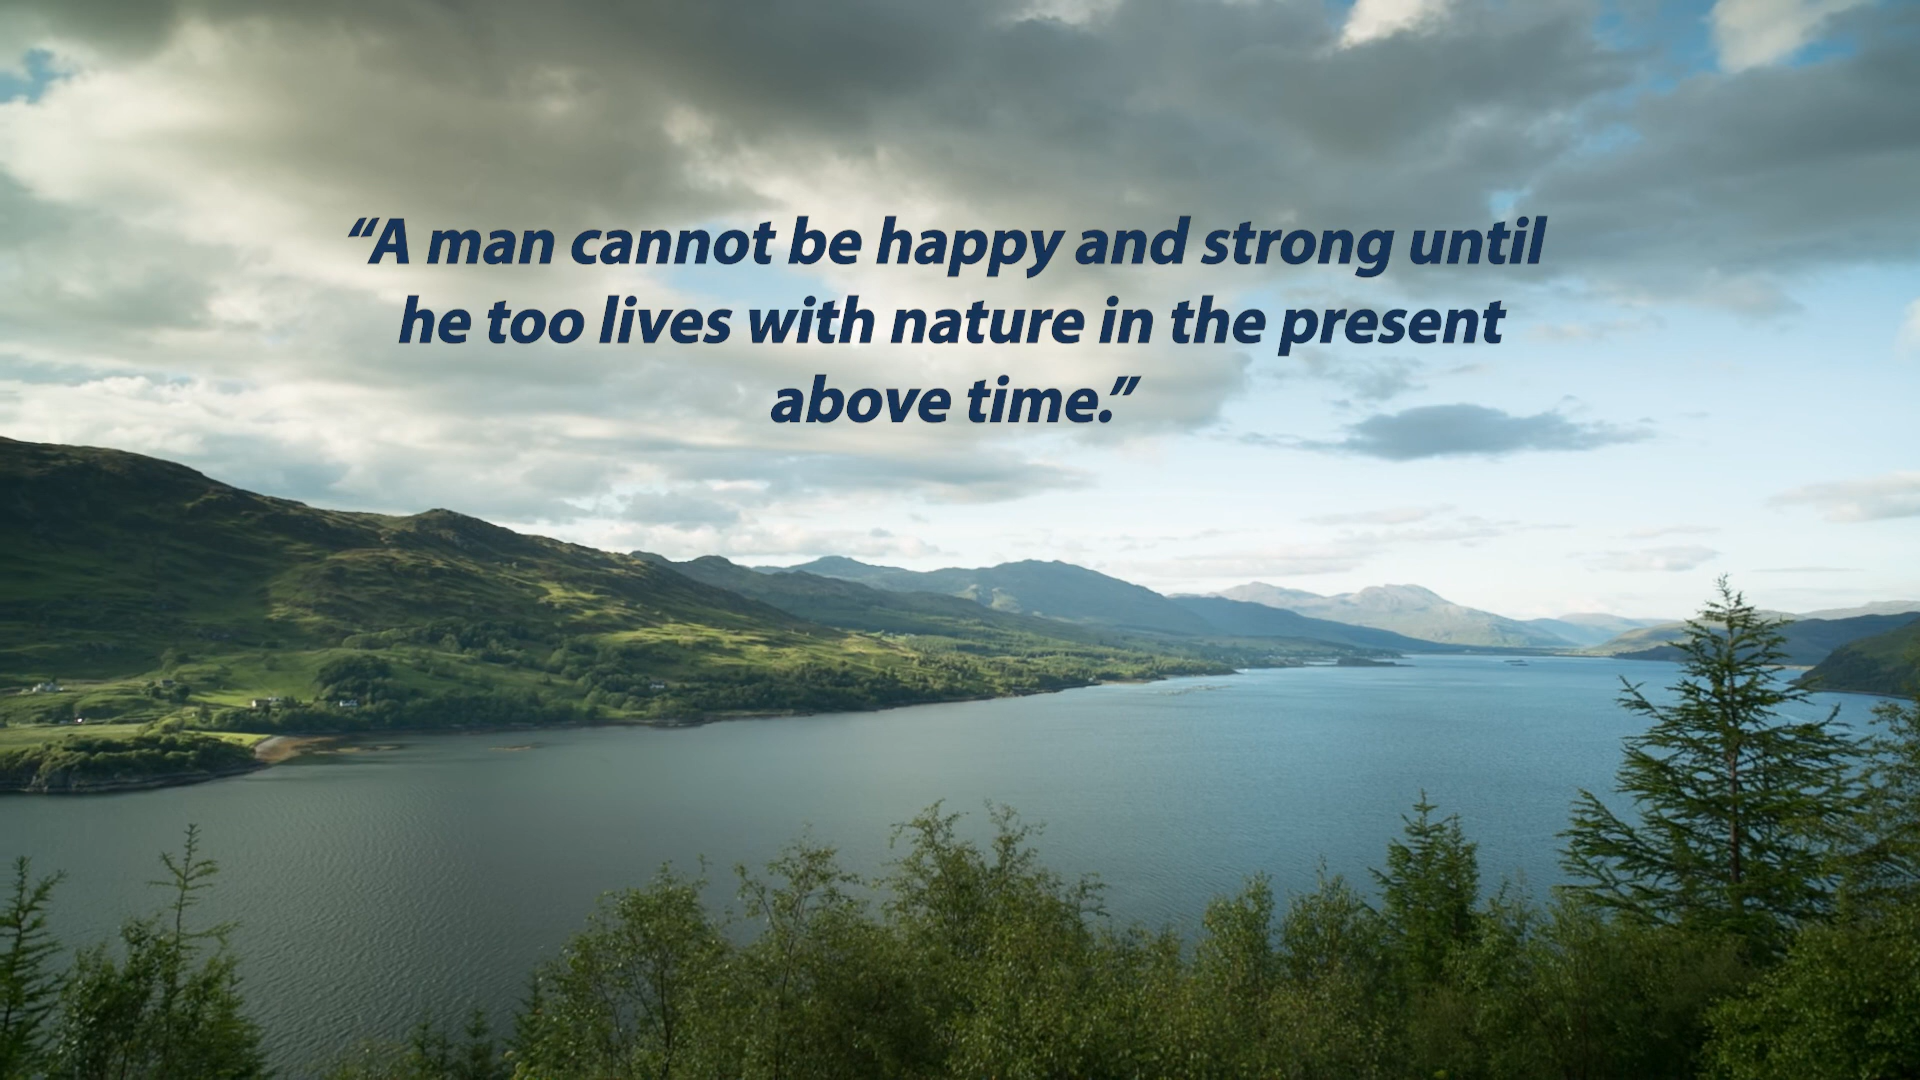 “A man cannot be happy and strong until
he too lives with nature in the present
above time.”